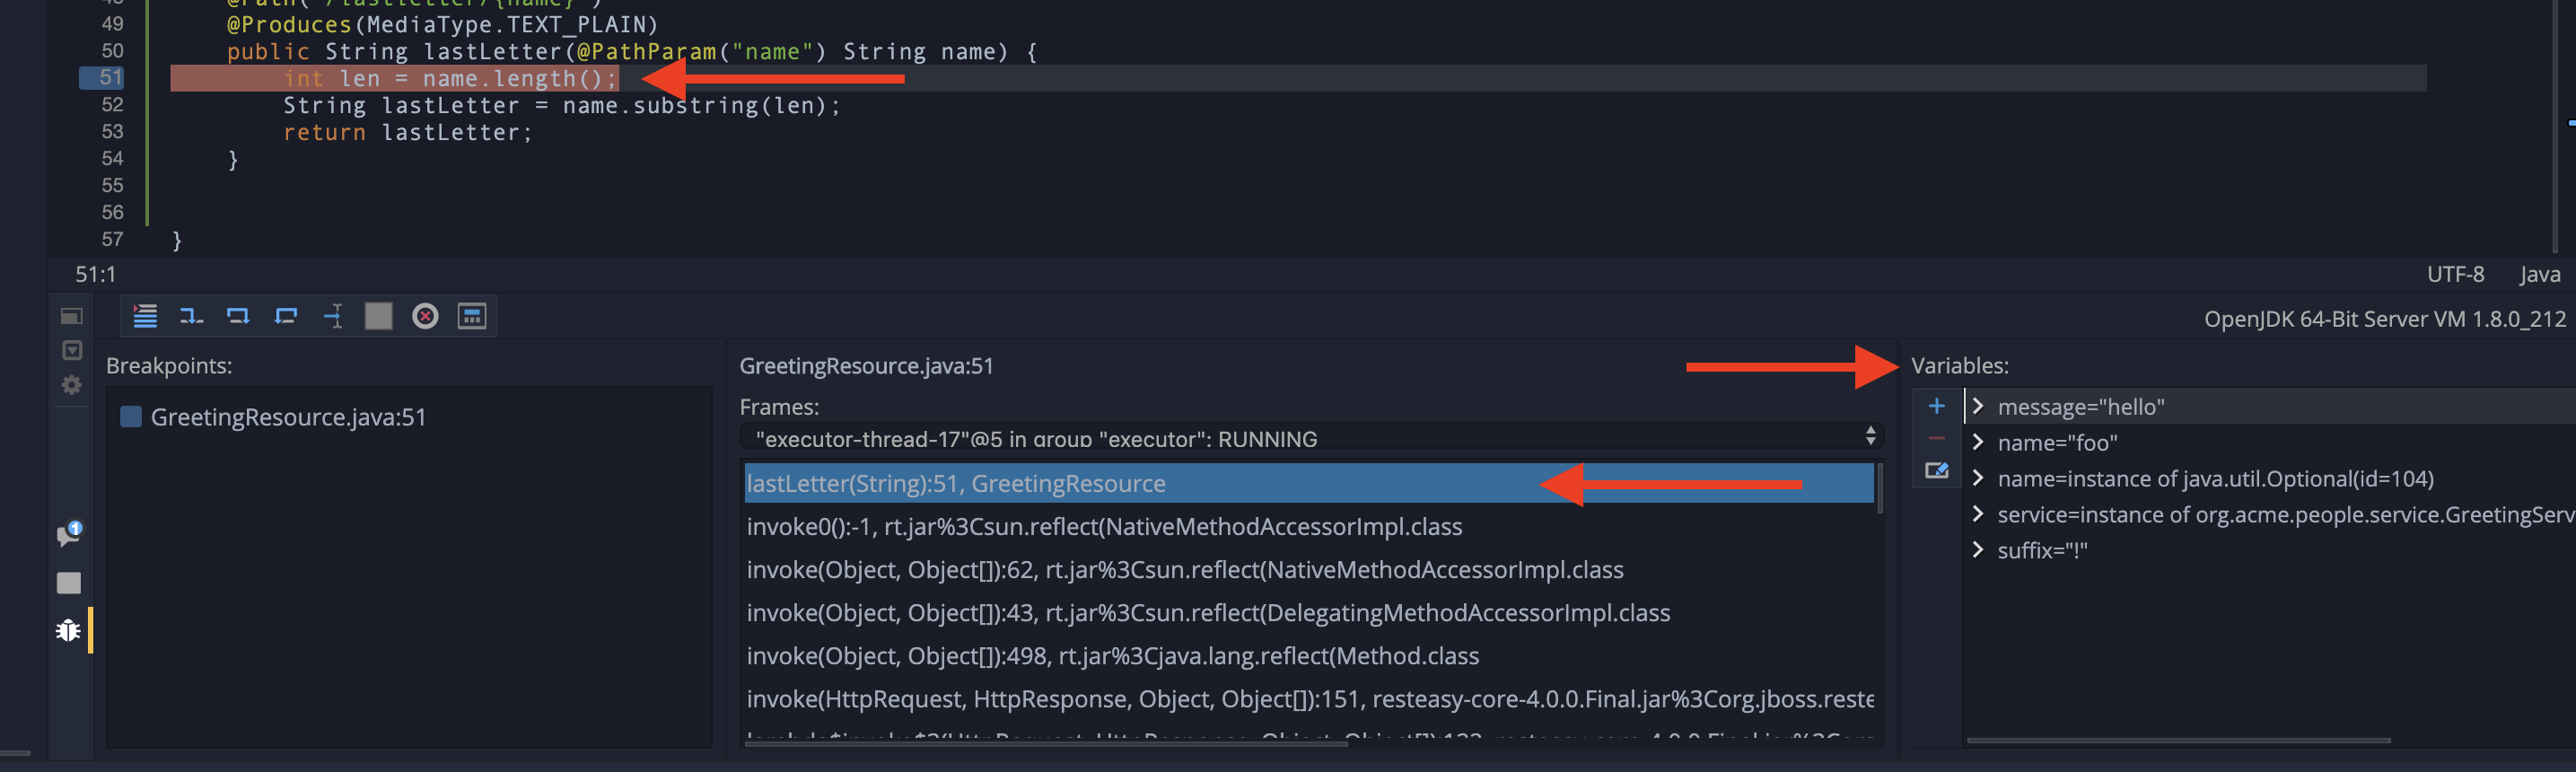 48 @Path("/lastletter/{name}")
49 @Produces(MediaType.TEXT_PLAIN)
50 public String lastLetter(@PathParam("name") String name) {
51 int len = name.length();
52 String lastLetter = name.substring(len);
53 return lastLetter;
54 }
55
56
57 }
51:1
UTF-8 Java
OpenJDK 64-Bit Server VM 1.8.0_212
Breakpoints:
GreetingResource.java:51
GreetingResource.java:51
Frames:
"executor-thread-17"@5 in group "executor": RUNNING
lastLetter(String):51, GreetingResource
invoke0():-1, rt.jar%3Csun.reflect(NativeMethodAccessorImpl.class
invoke(Object, Object[]):62, rt.jar%3Csun.reflect(NativeMethodAccessorImpl.class
invoke(Object, Object[]):43, rt.jar%3Csun.reflect(DelegatingMethodAccessorImpl.class
invoke(Object, Object[]):498, rt.jar%3Cjava.lang.reflect(Method.class
invoke(HttpRequest, HttpResponse, Object, Object[]):151, resteasy-core-4.0.0.Final.jar%3Corg.jboss.reste
Variables:
message="hello"
name="foo"
name=instance of java.util.Optional(id=104)
service=instance of org.acme.people.service.GreetingServ
suffix="!"
1